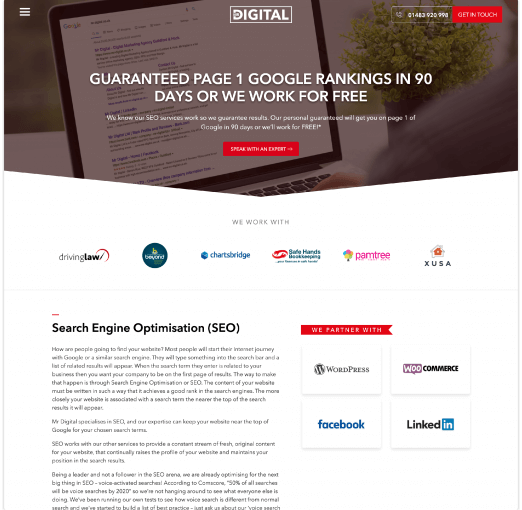 DIGITAL
01483 920 998
GET IN TOUCH
Google
GUARANTEED PAGE 1 GOOGLE RANKINGS IN 90
DAYS OR WE WORK FOR FREE
We know our SEO services work so we guarantee results. Our personal guaranteed will get you on page 1 of
Google in 90 days or we'll work for FREE!*
SPEAK WITH AN EXPERT →
WE WORK WITH
drivinglaw
beyond
chartsbridge
Safe Hands
Bookkeeping
pamtree
XUSA
Search Engine Optimisation (SEO)
WE PARTNER WITH
How are people going to find your website? Most people will start their Internet journey
with Google or a similar search engine. They will type something into the search bar and a
list of related results will appear. When the search term they enter is related to your
business then you want your company to be on the first page of results. The way to make
that happen is through Search Engine Optimisation or SEO. The content of your website
must be written in such a way that it achieves a good rank in the search engines. The more
closely your website is associated with a search term the nearer the top of the search
results it will appear.
WORDPRESS
WOO COMMERCE
facebook
Linked in
Mr Digital specialises in SEO, and our expertise can keep your website near the top of
Google for your chosen search terms.
SEO works with our other services to provide a constant stream of fresh, original content
for your website, that continually raises the profile of your website and maintains your
position in the search results.
Being a leader and not a follower in the SEO arena, we are already optimising for the next
big thing in SEO - voice-activated searches! According to Comscore, "50% of all searches
will be voice searches by 2020" so we're not hanging around to see what everyone else is
doing. We've been running our own tests to see how voice search is different from normal
search and we've started to build a list of best practice - just ask us about our 'voice search